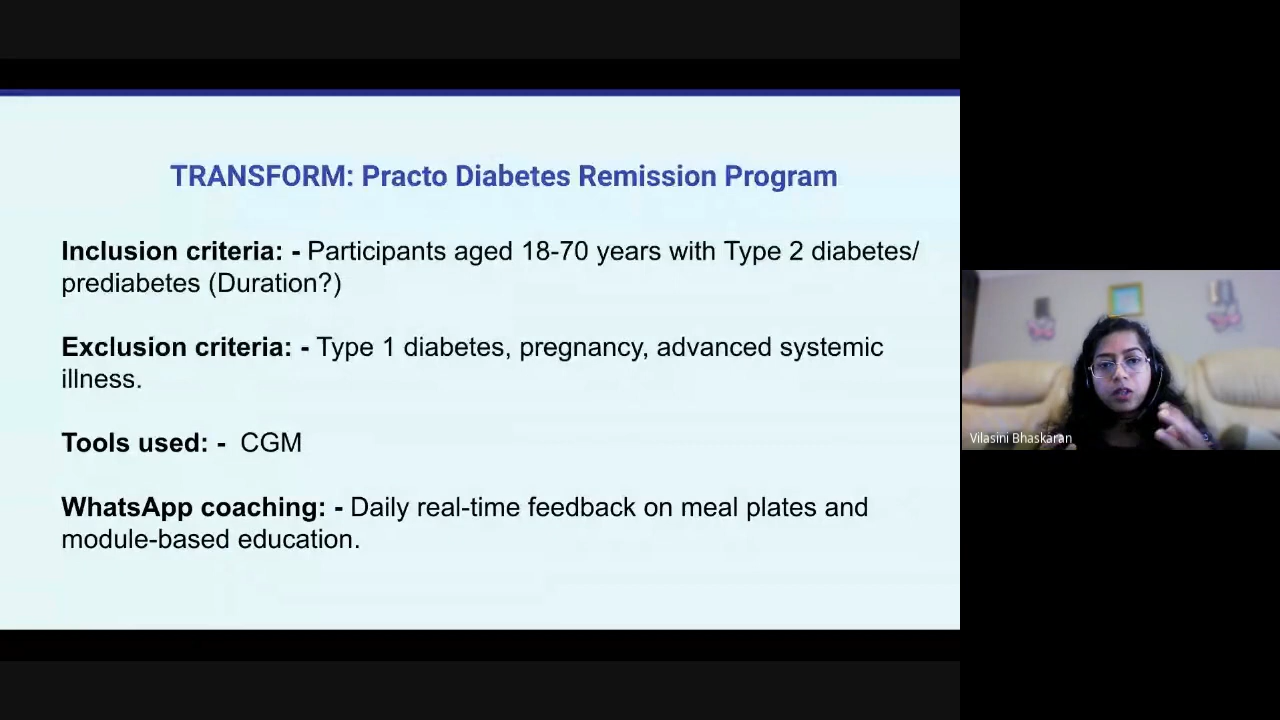 TRANSFORM: Practo Diabetes Remission Program
Inclusion criteria: - Participants aged 18-70 years with Type 2 diabetes/
prediabetes (Duration?)
Exclusion criteria: - Type 1 diabetes, pregnancy, advanced systemic
illness.
Tools used: - CGM
WhatsApp coaching: - Daily real-time feedback on meal plates and
module-based education.
Vilasini Bhaskaran